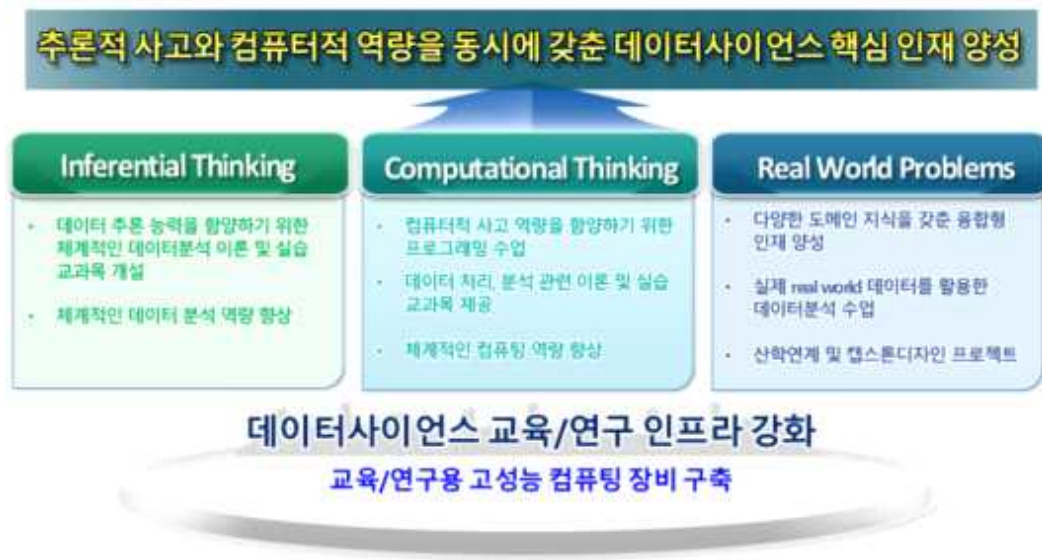 추론적 사고와 컴퓨터적 역량을 동시에 갖춘 데이터사이언스 핵심 인재 양성
Inferential Thinking
• 데이터 추론 능력을 함양하기 위한
체계적인 데이터분석 이론 및 실습
교과목 개설
• 체계적인 데이터 분석 역량 향상
Computational Thinking
• 컴퓨터적 사고 역량을 함양하기 위한
프로그래밍 수업
• 데이터 처리, 분석 관련 이론 및 실습
교과목 제공
• 체계적인 컴퓨팅 역량 향상
Real World Problems
• 다양한 도메인 지식을 갖춘 융합형
인재 양성
• 실제 real world 데이터를 활용한
데이터분석 수업
• 산학연계 및 캡스톤디자인 프로젝트
데이터사이언스 교육/연구 인프라 강화
교육/연구용 고성능 컴퓨팅 장비 구축